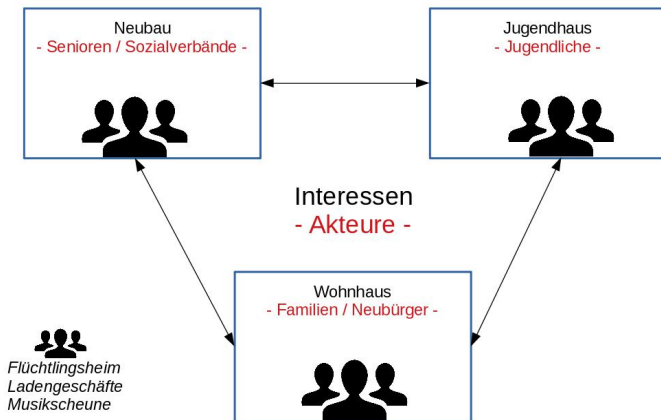 Neubau
- Senioren / Sozialverbände -
Jugendhaus
- Jugendliche -
Interessen
- Akteure -
Wohnhaus
- Familien / Neubürger -
Flüchtlingsheim
Ladengeschäfte
Musikscheune